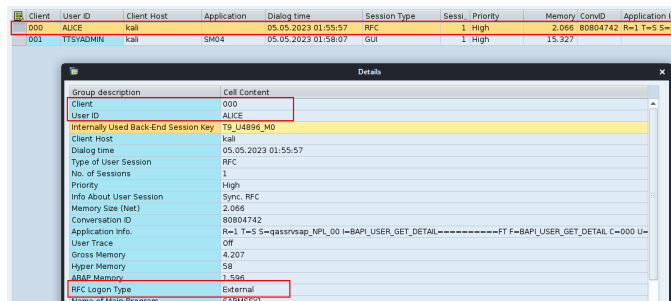 Client User ID Client Host Application Dialog time Session Type Sessi. Priority Memory ConvID Application
000 ALICE kali 05.05.2023 01:55:57 RFC 1 High 2.066 80804742 R=1 T=S S=
001 TTSYADMIN kali SM04 05.05.2023 01:58:07 GUI 1 High 15.327
Details
Group description Cell Content
Client 000
User ID ALICE
Internally Used Back-End Session Key T9_U4896_M0
Client Host kali
Dialog time 05.05.2023 01:55:57
Type of User Session RFC
No. of Sessions 1
Priority High
Info About User Session Sync. RFC
Memory Size (Net) 2.066
Conversation ID 80804742
Application Info. R=1 T=S S=qassrvsap_NPL_00 I=BAPI_USER_GET_DETAIL==========FT F=BAPI_USER_GET_DETAIL C=000 U=
User Trace Off
Gross Memory 4.207
Hyper Memory 58
ABAP Memory 1.596
RFC Logon Type External
Name of Main Program SAPMSSY1